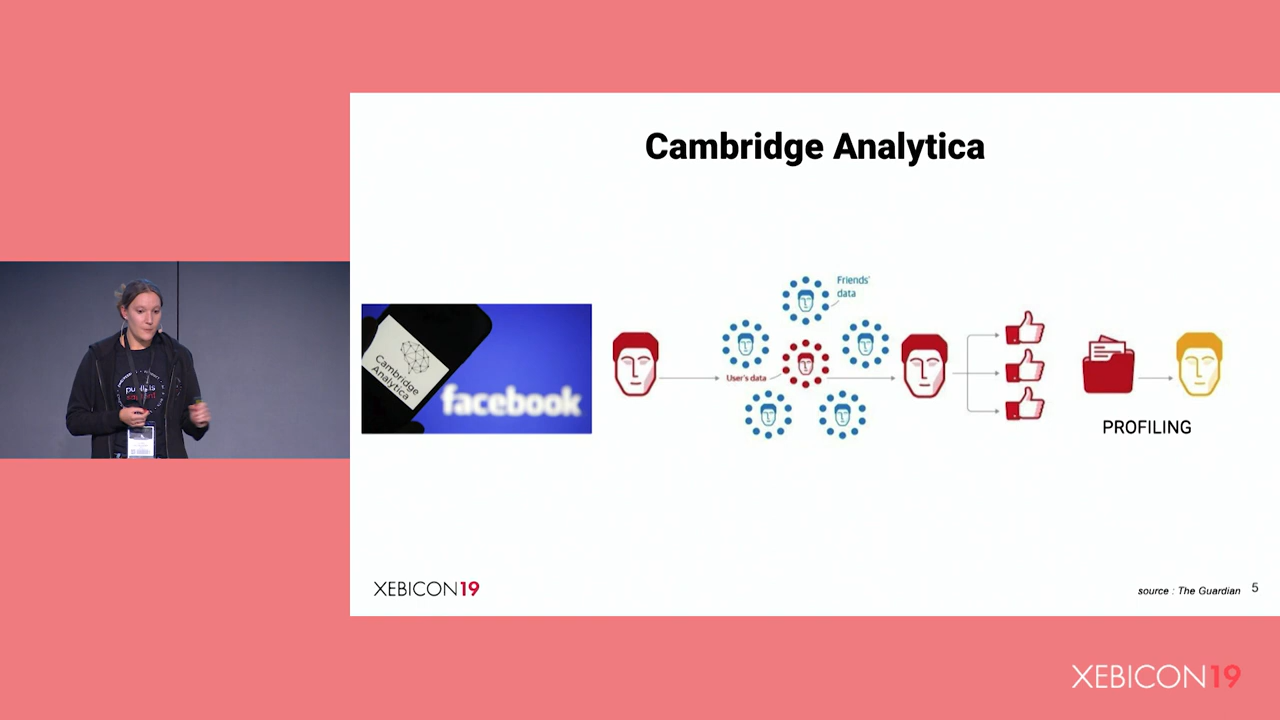 Cambridge Analytica
Cambridge
Analytica
facebook
Friends'
data
User's data
PROFILING
XEBICON19
source : The Guardian
5
XEBICON19